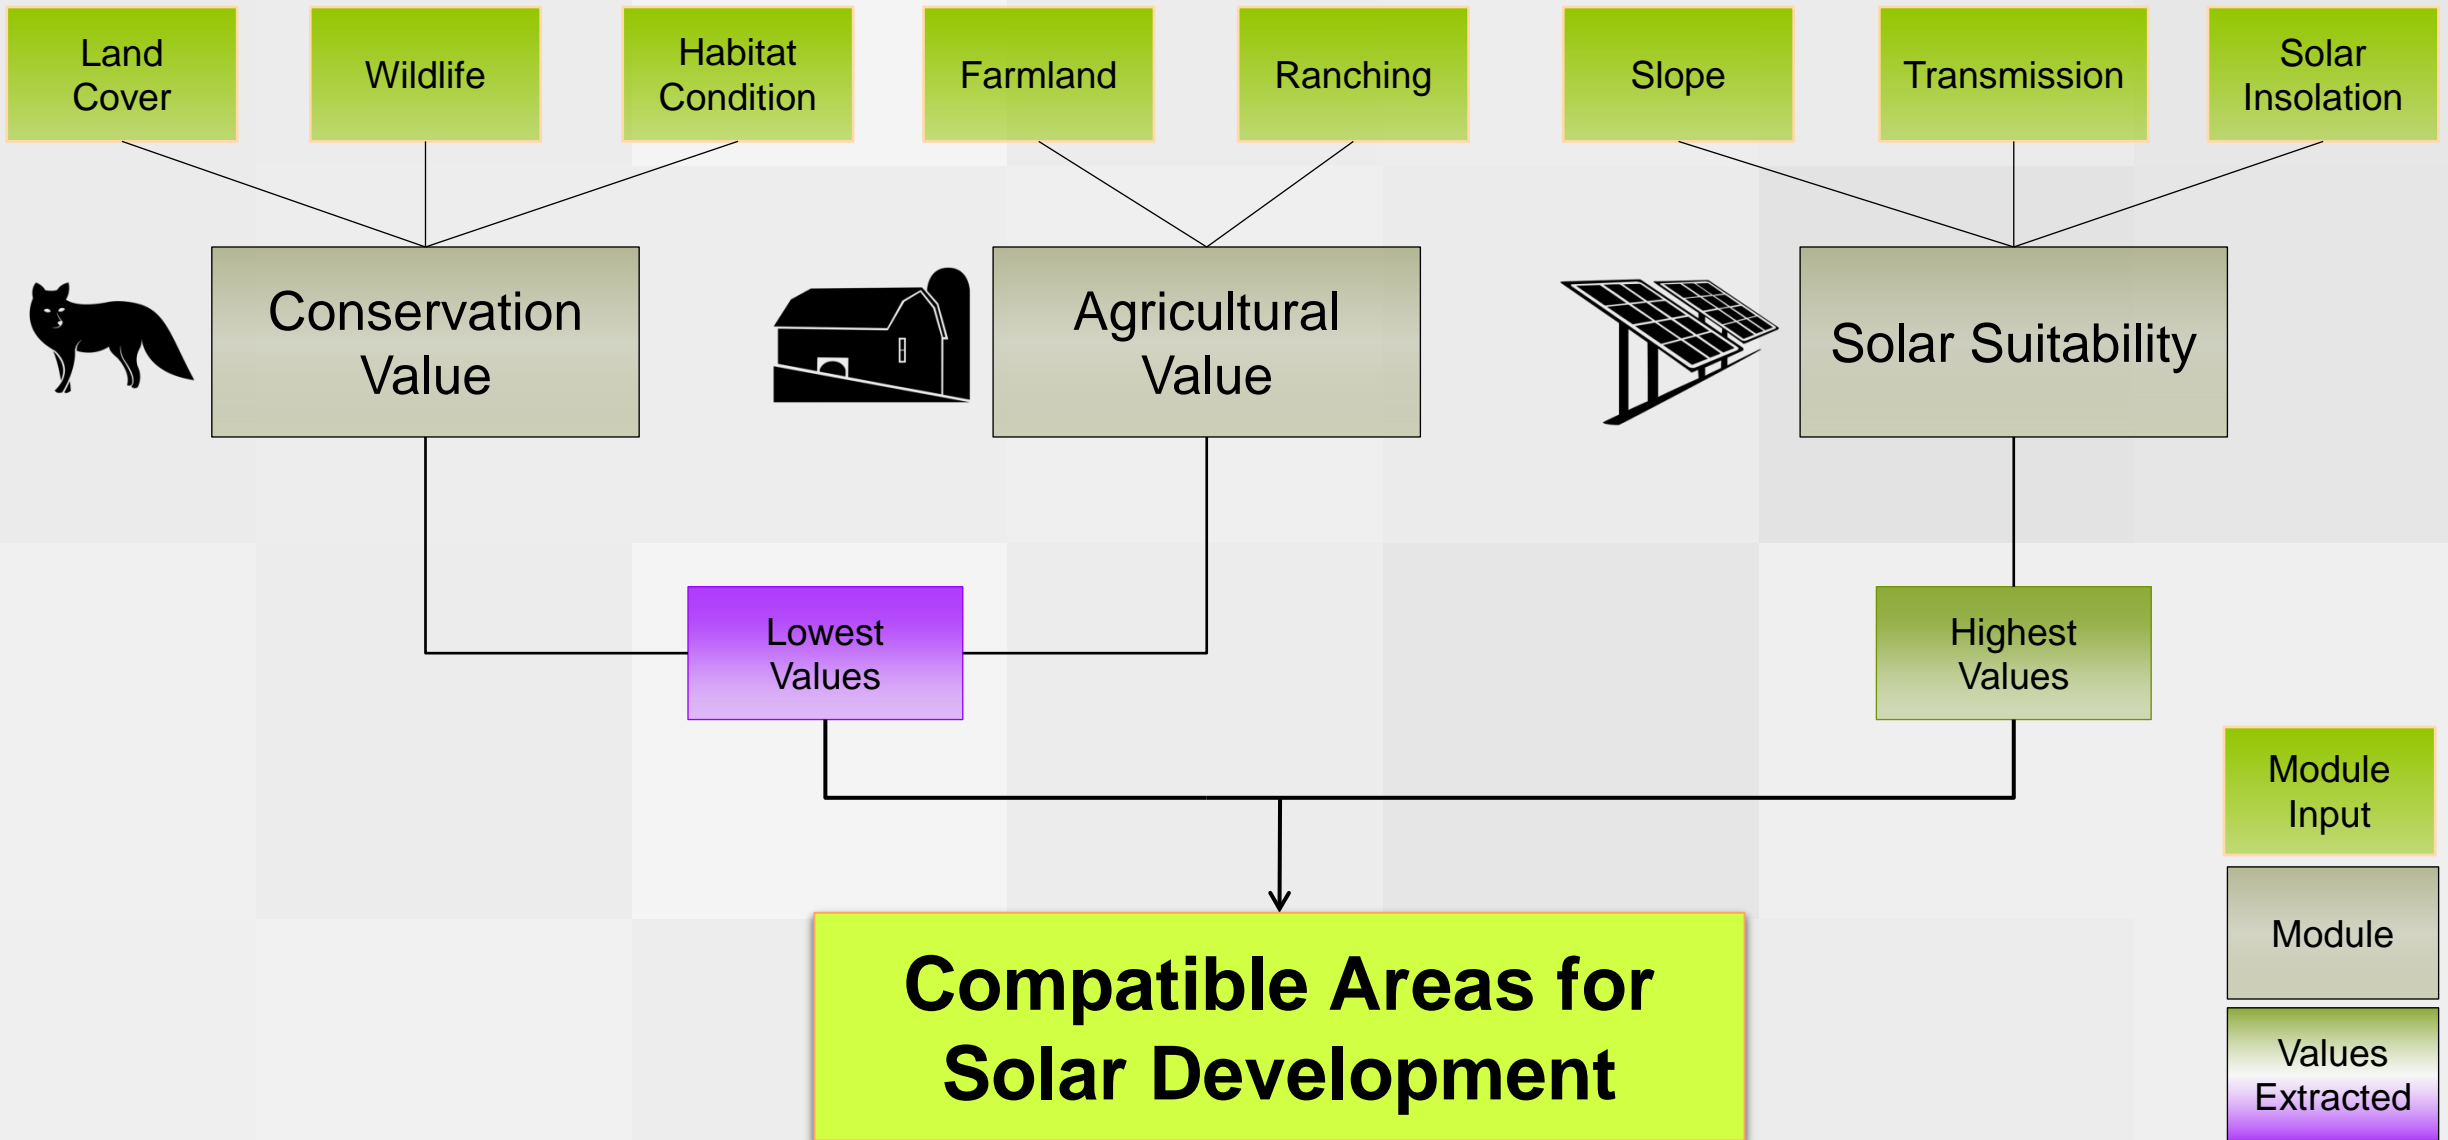 Land
Cover
Wildlife
Habitat
Condition
Farmland
Ranching
Slope
Transmission
Solar
Insolation
Conservation
Value
Agricultural
Value
Solar Suitability
Lowest
Values
Highest
Values
Module
Input
Module
Values
Extracted
Compatible Areas for
Solar Development